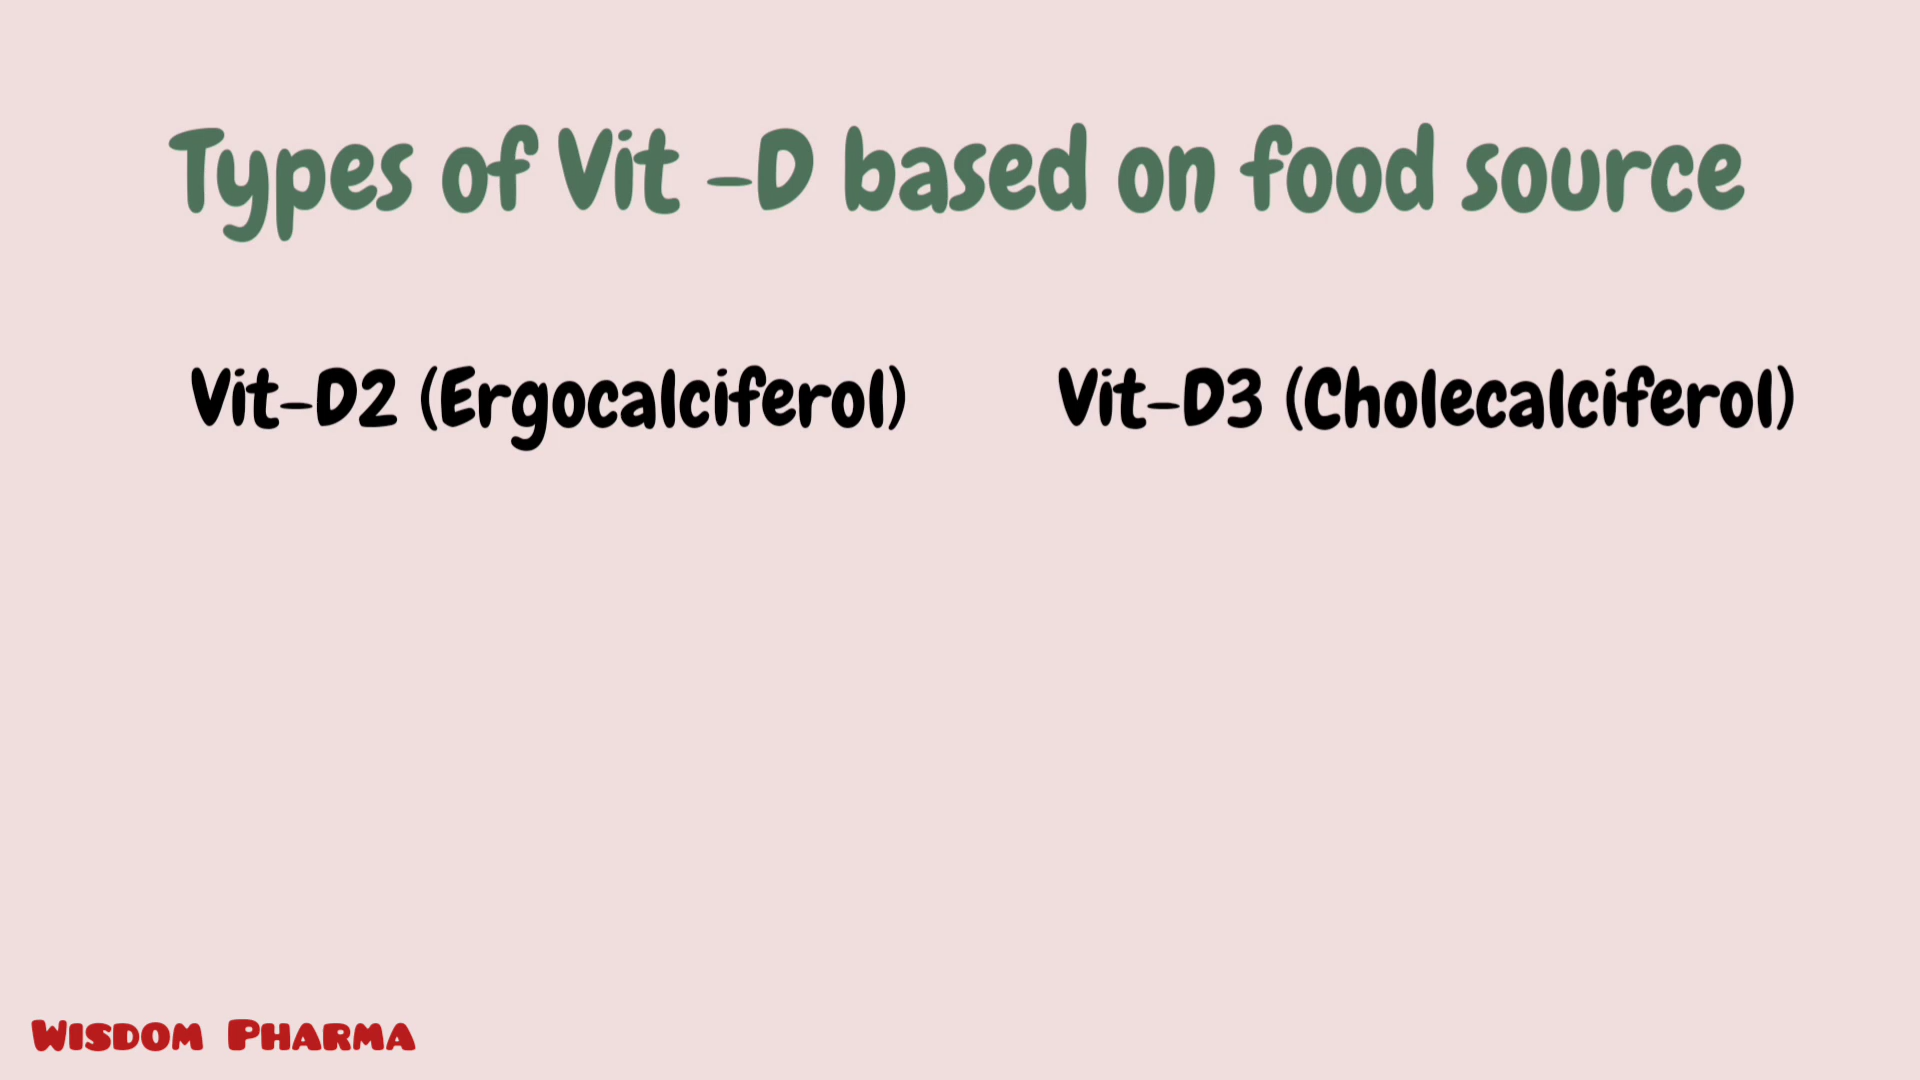 Types of Vit -D based on food source
Vit-D2 (Ergocalciferol) Vit-D3 (Cholecalciferol)
Wisdom Pharma